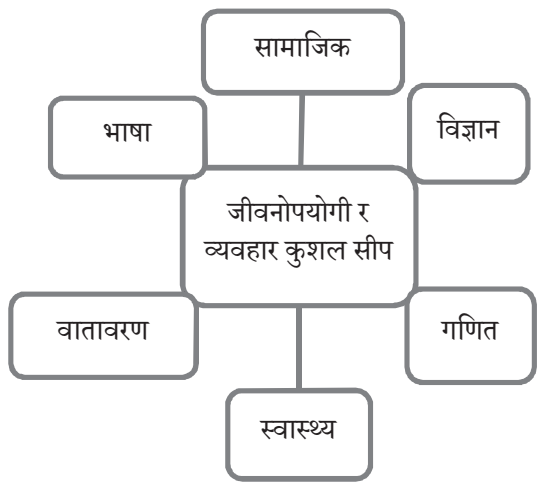 सामाजिक
भाषा
विज्ञान
जीवनोपयोगी र
व्यवहार कुशल सीप
वातावरण
गणित
स्वास्थ्य